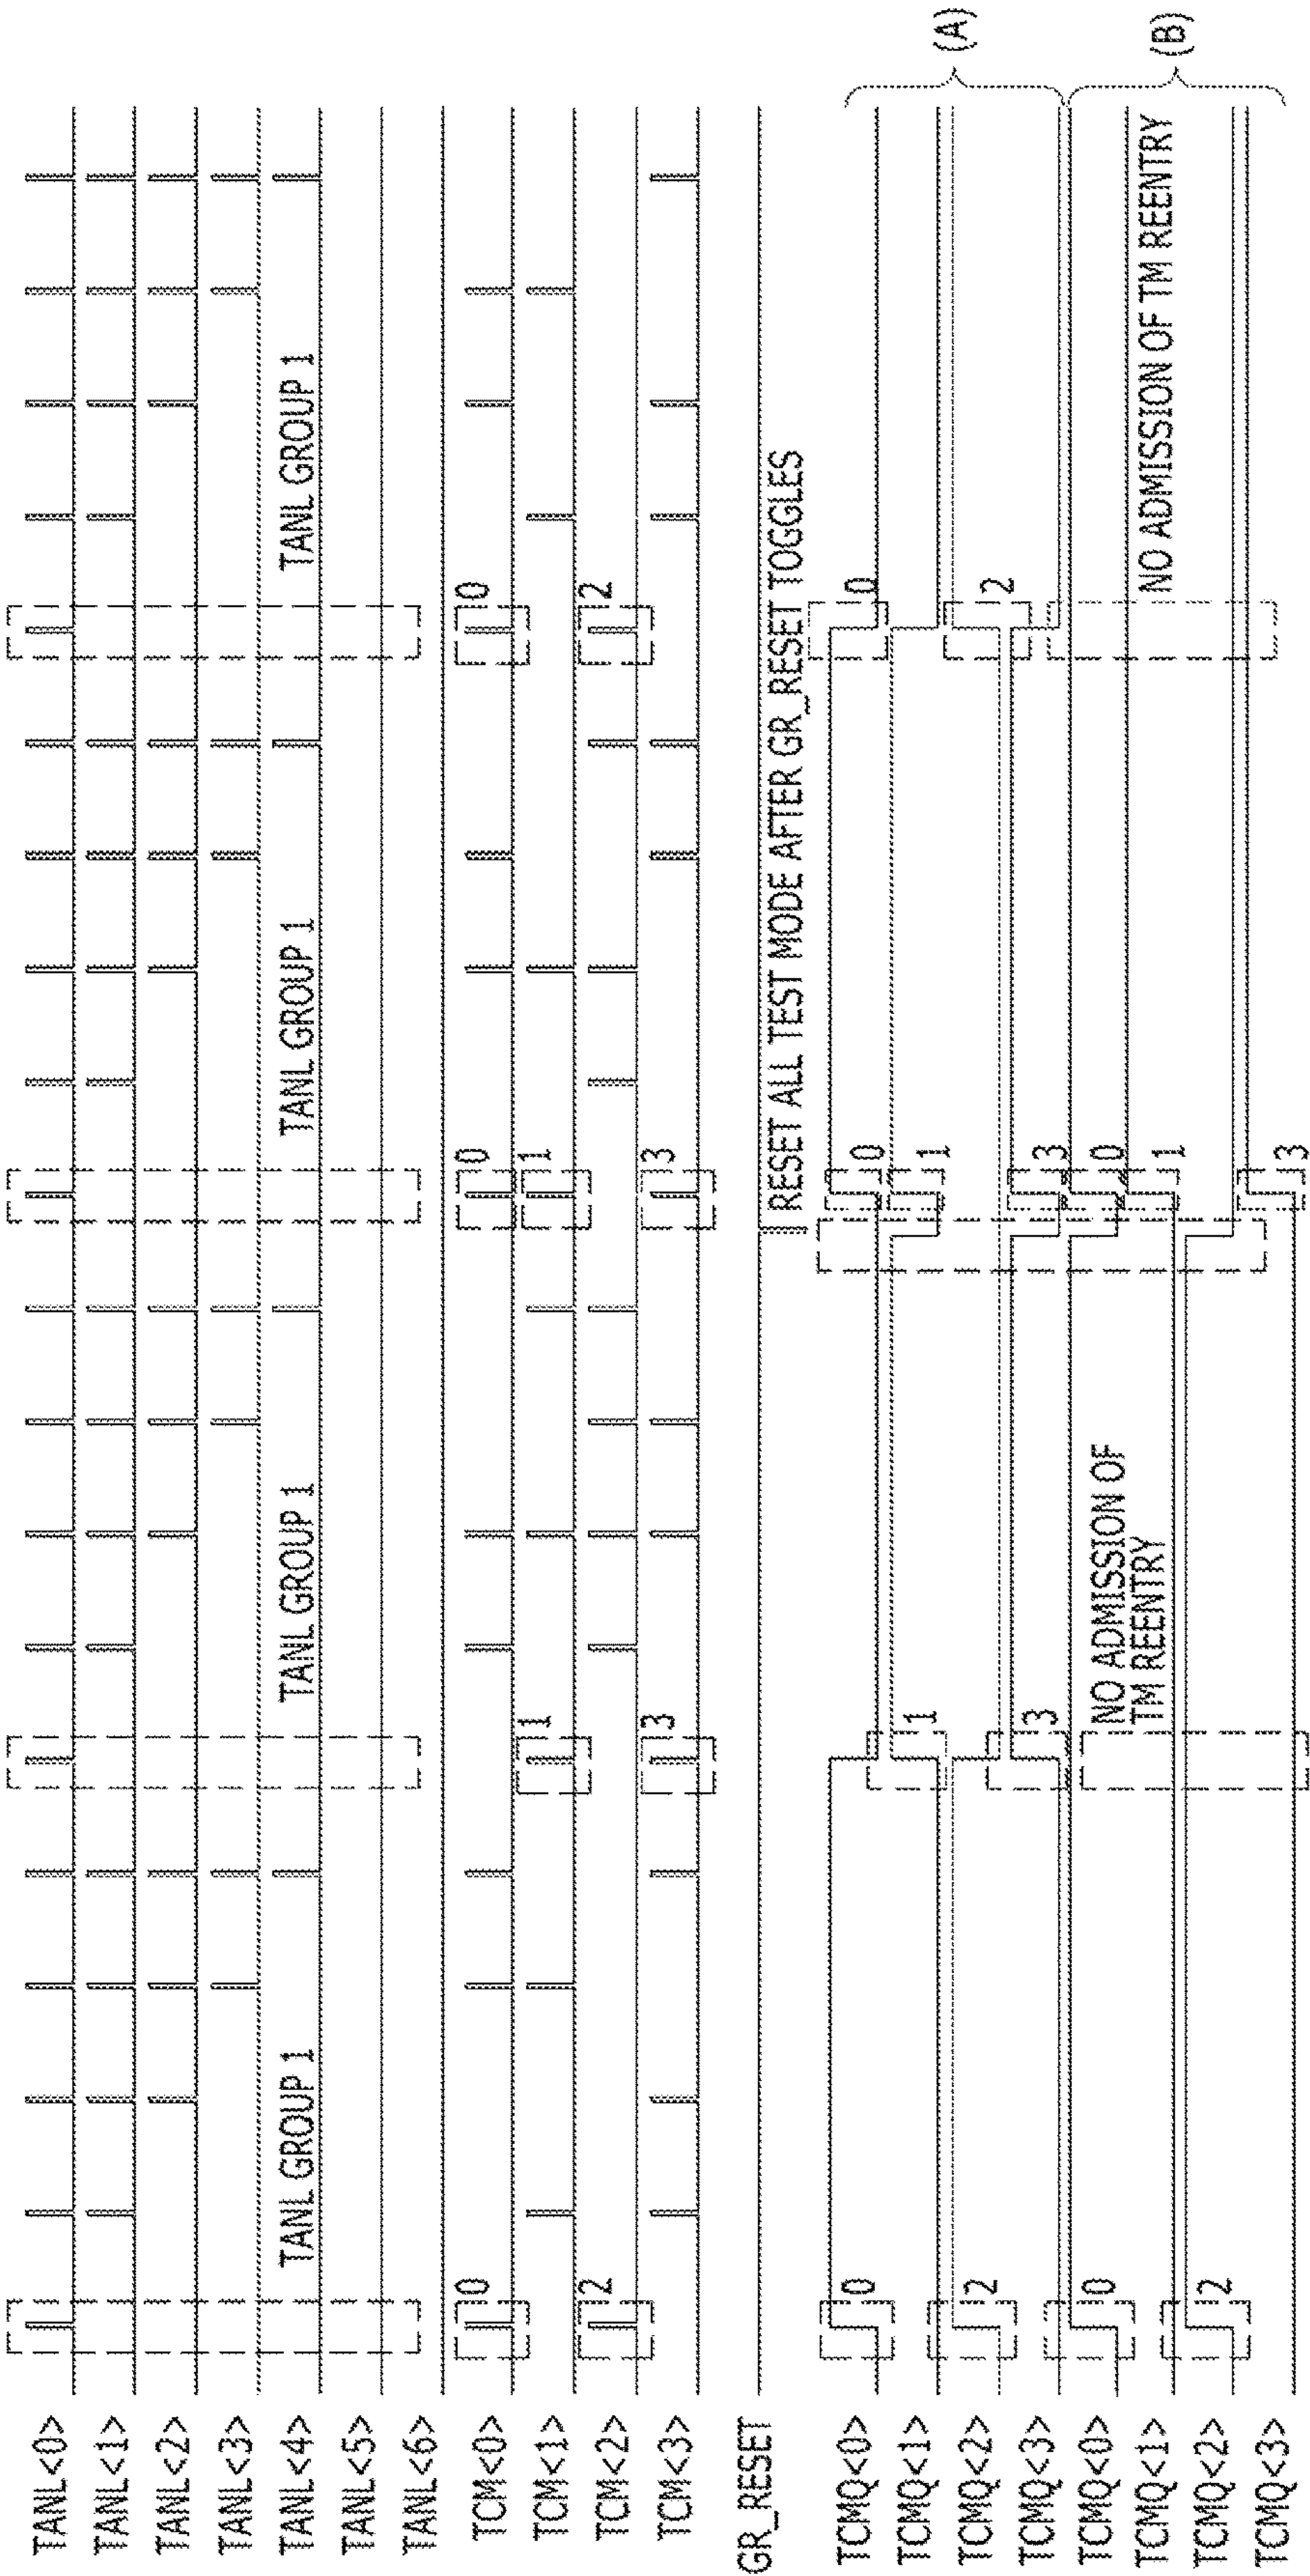 TANL<0>
TANL<1>
TANL<2>
TANL<3>
TANL<4>
TANL<5>
TANL<6>
TCM<0>
TCM<1>
TCM<2>
TCM<3>
GR_RESET
TCMQ<0>
TCMQ<1>
TCMQ<2>
TCMQ<3>
TCMQ<0>
TCMQ<1>
TCMQ<2>
TCMQ<3>
TANL GROUP 1
TANL GROUP 1
TANL GROUP 1
TANL GROUP 1
0
2
1
3
0
1
3
0
2
RESET ALL TEST MODE AFTER GR_RESET TOGGLES
0
2
0
2
1
3
NO ADMISSION OF
TM REENTRY
0
1
3
0
1
3
0
2
NO ADMISSION OF TM REENTRY
(A)
(B)